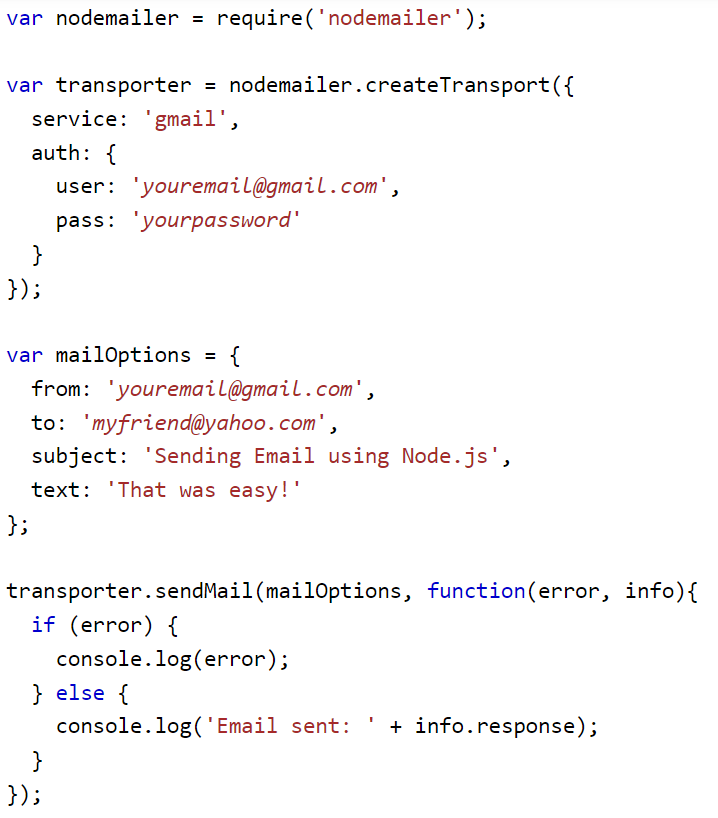 var nodemailer = require('nodemailer');

var transporter = nodemailer.createTransport({
  service: 'gmail',
  auth: {
    user: 'youremail@gmail.com',
    pass: 'yourpassword'
  }
});

var mailOptions = {
  from: 'youremail@gmail.com',
  to: 'myfriend@yahoo.com',
  subject: 'Sending Email using Node.js',
  text: 'That was easy!'
};

transporter.sendMail(mailOptions, function(error, info){
  if (error) {
    console.log(error);
  } else {
    console.log('Email sent: ' + info.response);
  }
});